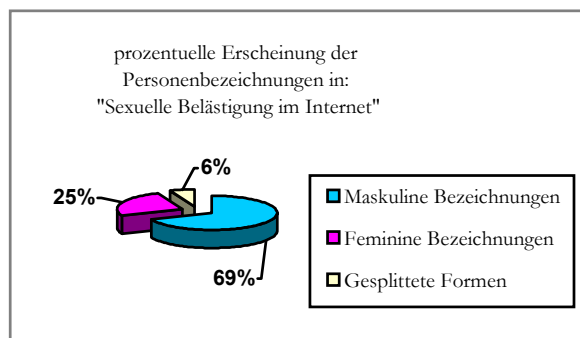 prozentuelle Erscheinung der
Personenbezeichnungen in:
"Sexuelle Belästigung im Internet"
6%
25%
69%
Maskuline Bezeichnungen
Feminine Bezeichnungen
Gesplittete Formen